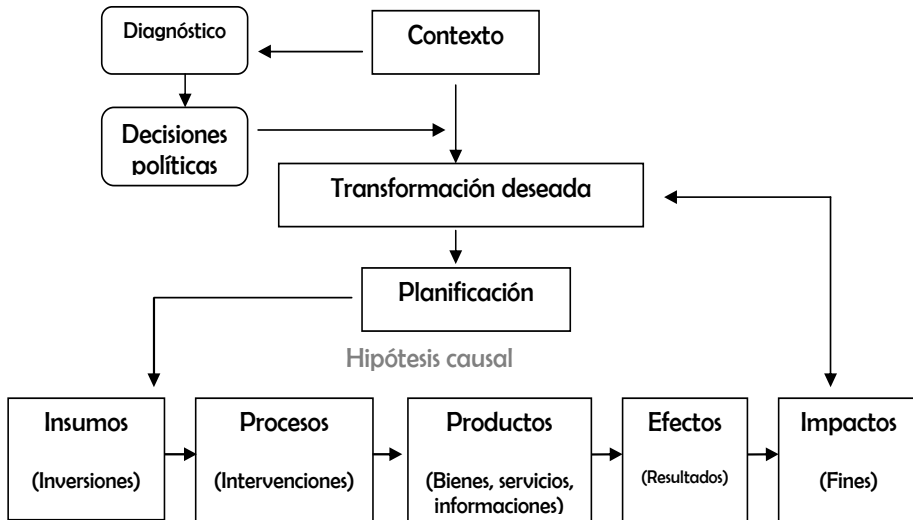 Diagnóstico
Contexto
Decisiones
políticas
Transformación deseada
Planificación
Hipótesis causal
Insumos
(Inversiones)
Procesos
(Intervenciones)
Productos
(Bienes, servicios,
informaciones)
Efectos
(Resultados)
Impactos
(Fines)